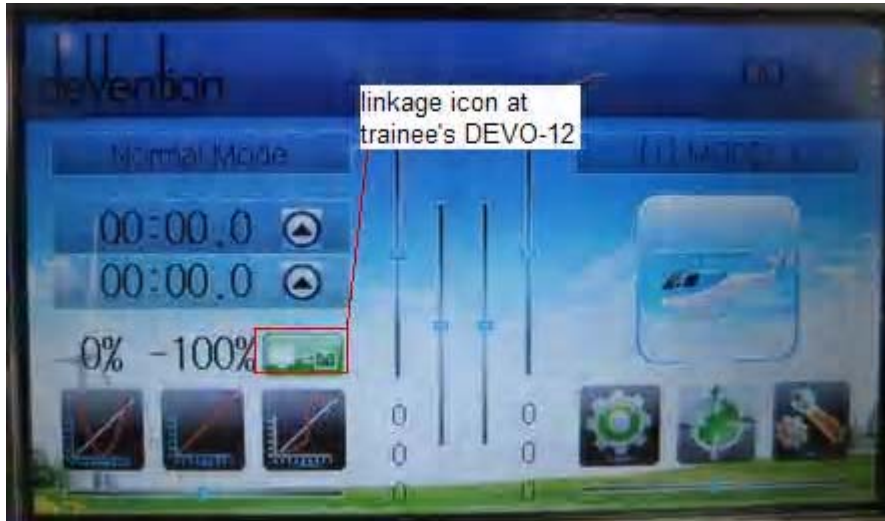 devention
linkage icon at
trainee's DEVO-12
Normal Mode
00:00.0
00:00.0
0% -100%
0 0
0 0
0 0